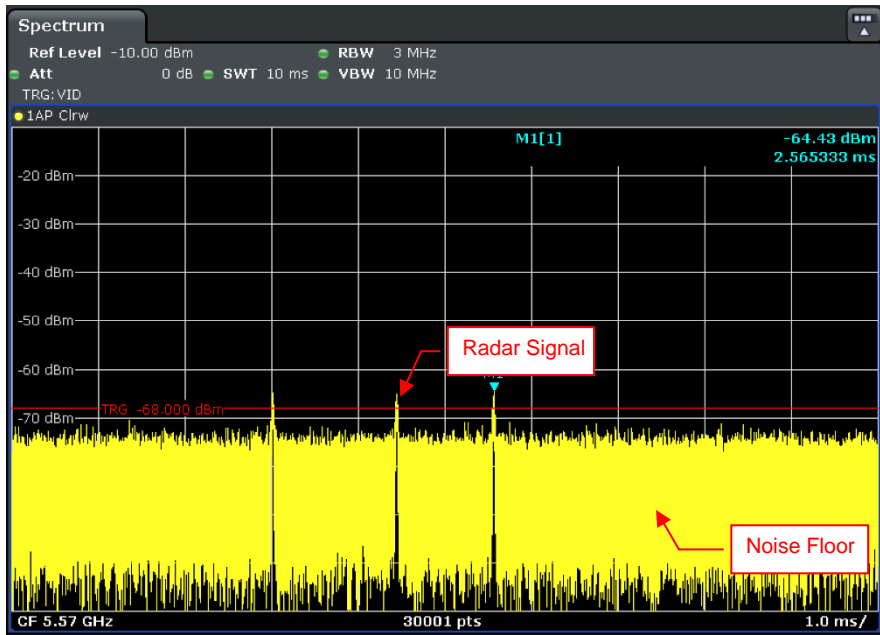 Spectrum
Ref Level -10.00 dBm RBW 3 MHz
Att 0 dB SWT 10 ms VBW 10 MHz
TRG:VID
1AP Clrw
M1[1] -64.43 dBm
2.565333 ms
-20 dBm
-30 dBm
-40 dBm
-50 dBm
Radar Signal
-60 dBm
TRG -68.000 dBm
-70 dBm
Noise Floor
CF 5.57 GHz 30001 pts 1.0 ms/